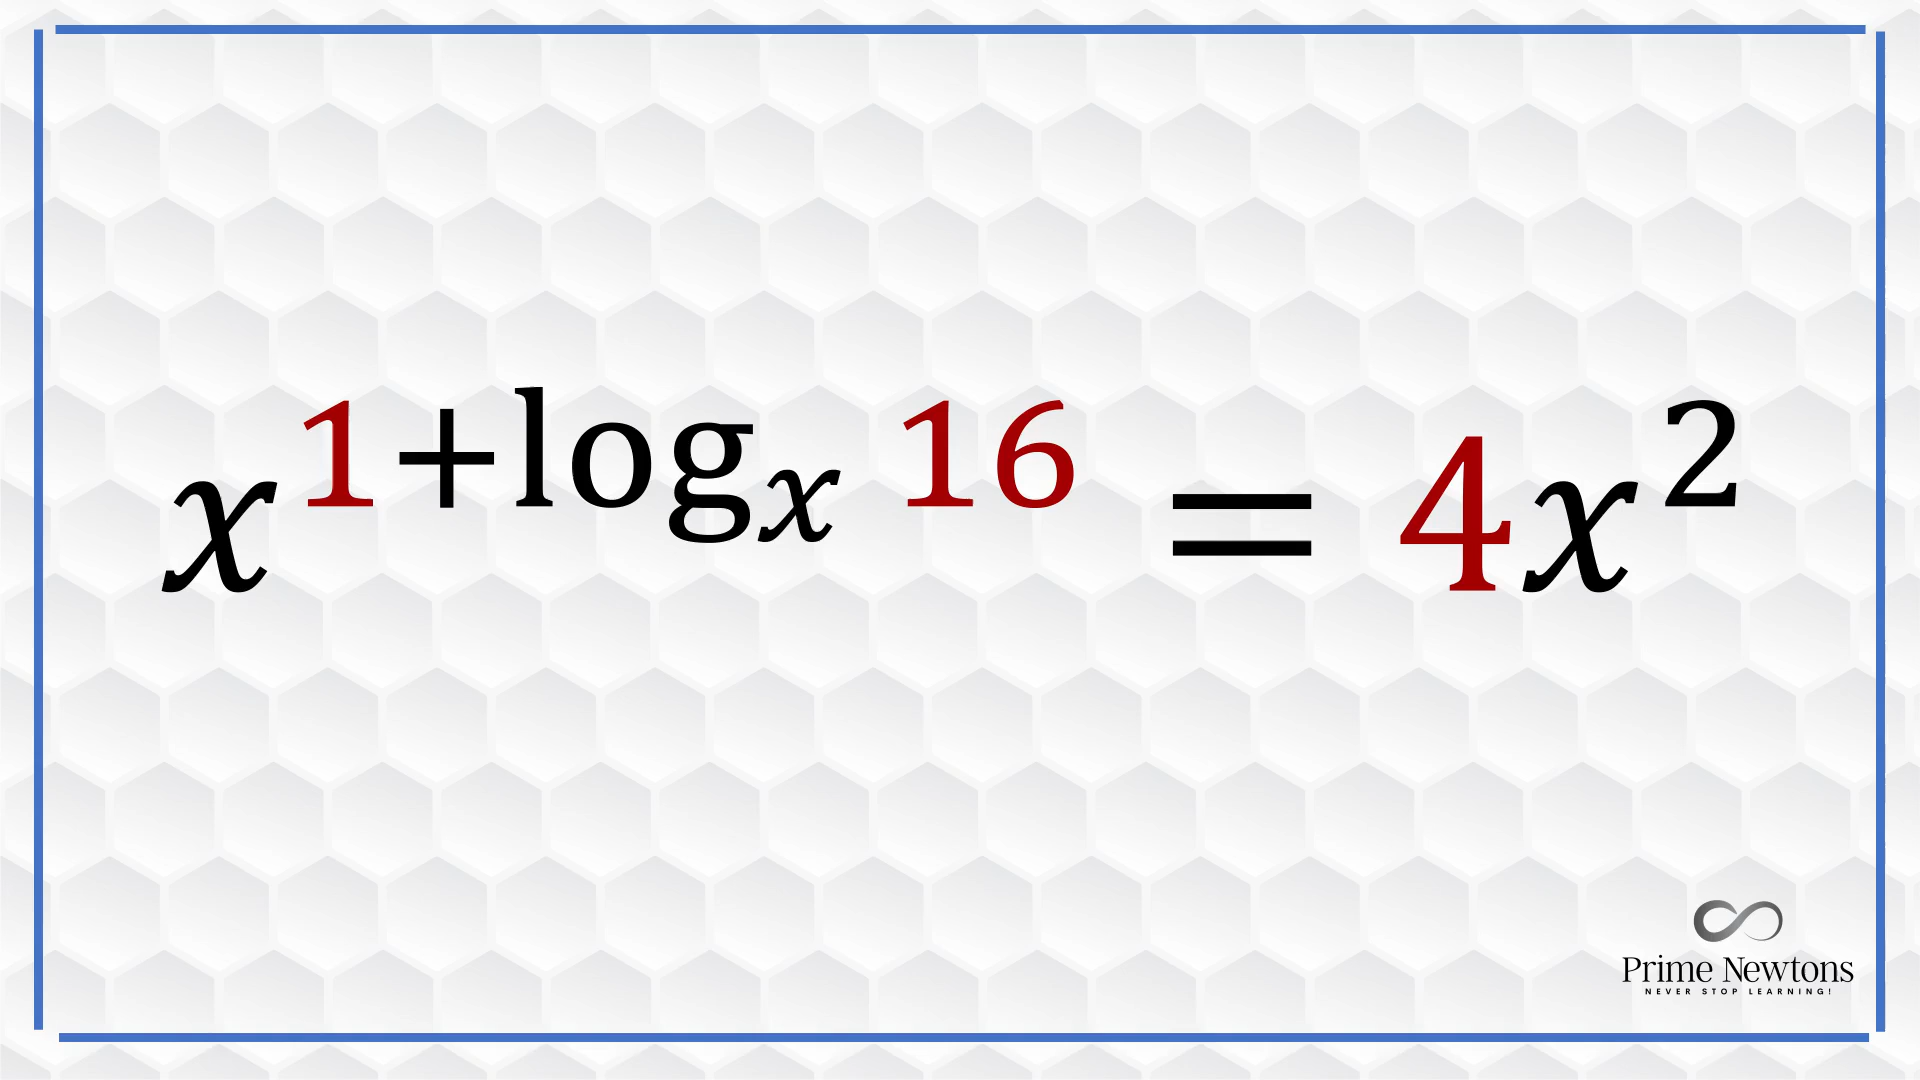 x^{1+log_x 16} = 4x^2
Prime Newtons
NEVER STOP LEARNING!